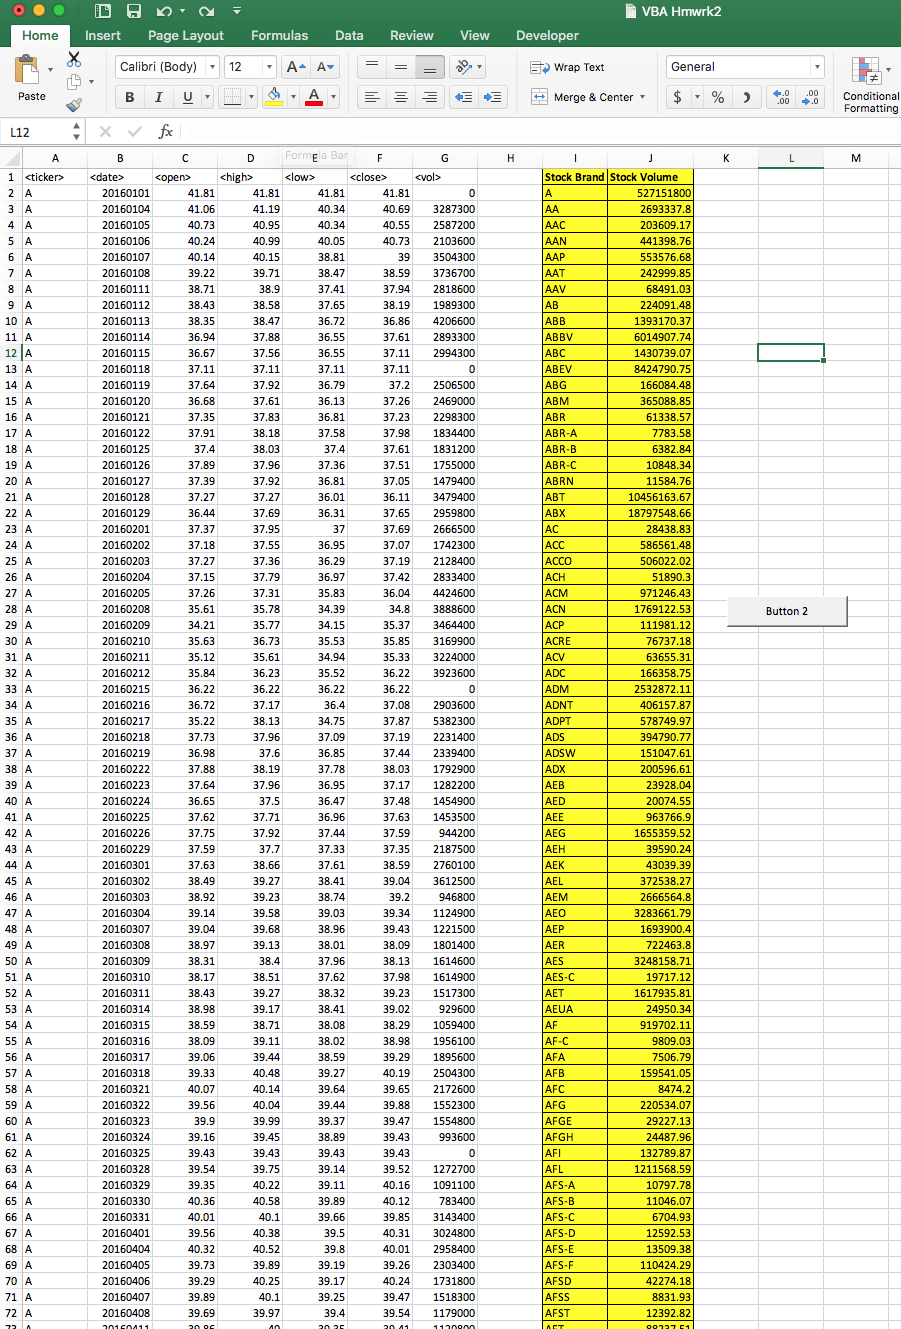 VBA Hmwrk2
Home Insert Page Layout Formulas Data Review View Developer
Paste Calibri (Body) 12 A A Wrap Text General
B I U A Merge & Center $ % Conditional Formatting
L12 fx
Formula Bar
A B C D E F G H I J K L M
1 <ticker> <date> <open> <high> <low> <close> <vol> Stock Brand Stock Volume
2 A 20160101 41.81 41.81 41.81 41.81 0 A 527151800
3 A 20160104 41.06 41.19 40.34 40.69 3287300 AA 2693337.8
4 A 20160105 40.73 40.95 40.34 40.55 2587200 AAC 203609.17
5 A 20160106 40.24 40.99 40.05 40.73 2103600 AAN 441398.76
6 A 20160107 40.14 40.15 38.81 39 3504300 AAP 553576.68
7 A 20160108 39.22 39.71 38.47 38.59 3736700 AAT 242999.85
8 A 20160111 38.71 38.9 37.41 37.94 2818600 AAV 68491.03
9 A 20160112 38.43 38.58 37.65 38.19 1989300 AB 224091.48
10 A 20160113 38.35 38.47 36.72 36.86 4206600 ABB 1393170.37
11 A 20160114 36.94 37.88 36.55 37.61 2893300 ABBV 6014907.74
12 A 20160115 36.67 37.56 36.55 37.11 2994300 ABC 1430739.07
13 A 20160118 37.11 37.11 37.11 37.11 0 ABEV 8424790.75
14 A 20160119 37.64 37.92 36.79 37.2 2506500 ABG 166084.48
15 A 20160120 36.68 37.61 36.13 37.26 2469000 ABM 365088.85
16 A 20160121 37.35 37.83 36.81 37.23 2298300 ABR 61338.57
17 A 20160122 37.91 38.18 37.58 37.98 1834400 ABR-A 7783.58
18 A 20160125 37.4 38.03 37.4 37.61 1831200 ABR-B 6382.84
19 A 20160126 37.89 37.96 37.36 37.51 1755000 ABR-C 10848.34
20 A 20160127 37.39 37.92 36.81 37.05 1479400 ABRN 11584.76
21 A 20160128 37.27 37.27 36.01 36.11 3479400 ABT 10456163.67
22 A 20160129 36.44 37.69 36.31 37.65 2959800 ABX 18797548.66
23 A 20160201 37.37 37.95 37 37.69 2666500 AC 28438.83
24 A 20160202 37.18 37.55 36.95 37.07 1742300 ACC 586561.48
25 A 20160203 37.27 37.36 36.29 37.19 2128400 ACCO 506022.02
26 A 20160204 37.15 37.79 36.97 37.42 2833400 ACH 51890.3
27 A 20160205 37.26 37.31 35.83 36.04 4424600 ACM 971246.43
28 A 20160208 35.61 35.78 34.39 34.8 3888600 ACN 1769122.53
29 A 20160209 34.21 35.77 34.15 35.37 3464400 ACP 111981.12
Button 2
30 A 20160210 35.63 36.73 35.53 35.85 3169900 ACRE 76737.18
31 A 20160211 35.12 35.61 34.94 35.33 3224000 ACV 63655.31
32 A 20160212 35.84 36.23 35.52 36.22 3923600 ADC 166358.75
33 A 20160215 36.22 36.22 36.22 36.22 0 ADM 2532872.11
34 A 20160216 36.72 37.17 36.4 37.08 2903600 ADNT 406157.87
35 A 20160217 35.22 38.13 34.75 37.87 5382300 ADPT 578749.97
36 A 20160218 37.73 37.96 37.09 37.19 2231400 ADS 394790.77
37 A 20160219 36.98 37.6 36.85 37.44 2339400 ADSW 151047.61
38 A 20160222 37.88 38.19 37.78 38.03 1792900 ADX 200596.61
39 A 20160223 37.64 37.96 36.95 37.17 1282200 AEB 23928.04
40 A 20160224 36.65 37.5 36.47 37.48 1454900 AED 20074.55
41 A 20160225 37.62 37.71 36.96 37.63 1453500 AEE 963766.9
42 A 20160226 37.75 37.92 37.44 37.59 944200 AEG 1655359.52
43 A 20160229 37.59 37.7 37.33 37.35 2187500 AEH 39590.24
44 A 20160301 37.63 38.66 37.61 38.59 2760100 AEK 43039.39
45 A 20160302 38.49 39.27 38.41 39.04 3612500 AEL 372538.27
46 A 20160303 38.92 39.23 38.74 39.2 946800 AEM 2666564.8
47 A 20160304 39.14 39.58 39.03 39.34 1124900 AEO 3283661.79
48 A 20160307 39.04 39.68 38.96 39.43 1221500 AEP 1693900.4
49 A 20160308 38.97 39.13 38.01 38.09 1801400 AER 722463.8
50 A 20160309 38.31 38.4 37.96 38.13 1614600 AES 3248158.71
51 A 20160310 38.17 38.51 37.62 37.98 1614900 AES-C 19717.12
52 A 20160311 38.43 39.27 38.32 39.23 1517300 AET 1617935.81
53 A 20160314 38.98 39.17 38.41 39.02 929600 AEUA 24950.34
54 A 20160315 38.59 38.71 38.08 38.29 1059400 AF 919702.11
55 A 20160316 38.09 39.11 38.02 38.98 1956100 AF-C 9809.03
56 A 20160317 39.06 39.44 38.59 39.29 1895600 AFA 7506.79
57 A 20160318 39.33 40.48 39.27 40.19 2504300 AFB 159541.05
58 A 20160321 40.07 40.14 39.64 39.65 2172600 AFC 8474.2
59 A 20160322 39.56 40.04 39.44 39.88 1552300 AFG 220534.07
60 A 20160323 39.9 39.99 39.37 39.47 1554800 AFGE 29227.13
61 A 20160324 39.16 39.45 38.89 39.43 993600 AFGH 24487.96
62 A 20160325 39.43 39.43 39.43 39.43 0 AFI 132789.87
63 A 20160328 39.54 39.75 39.14 39.52 1272700 AFL 1211568.59
64 A 20160329 39.35 40.22 39.11 40.16 1091100 AFS-A 10797.78
65 A 20160330 40.36 40.58 39.89 40.12 783400 AFS-B 11046.07
66 A 20160331 40.01 40.1 39.66 39.85 3143400 AFS-C 6704.93
67 A 20160401 39.56 40.38 39.5 40.31 3024800 AFS-D 12592.53
68 A 20160404 40.32 40.52 39.8 40.01 2958400 AFS-E 13509.38
69 A 20160405 39.73 39.89 39.19 39.26 2303400 AFS-F 110424.29
70 A 20160406 39.29 40.25 39.17 40.24 1731800 AFSD 42274.18
71 A 20160407 39.89 40.1 39.25 39.47 1518300 AFSS 8831.93
72 A 20160408 39.69 39.97 39.4 39.54 1179000 AFST 12392.82